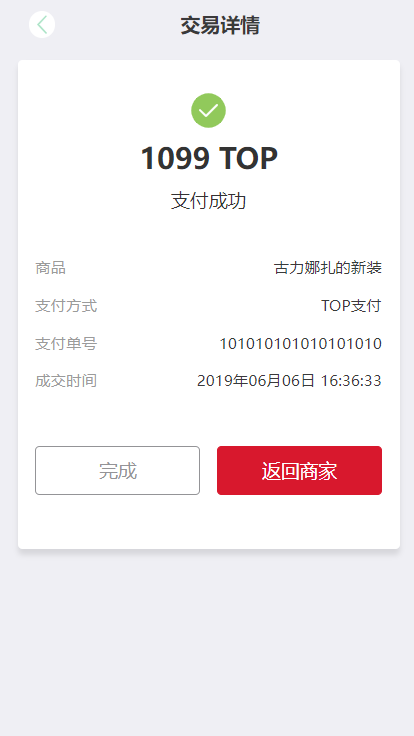 交易详情
1099 TOP
支付成功
商品 古力娜扎的新装
支付方式 TOP支付
支付单号 101010101010101010
成交时间 2019年06月06日 16:36:33
完成 返回商家